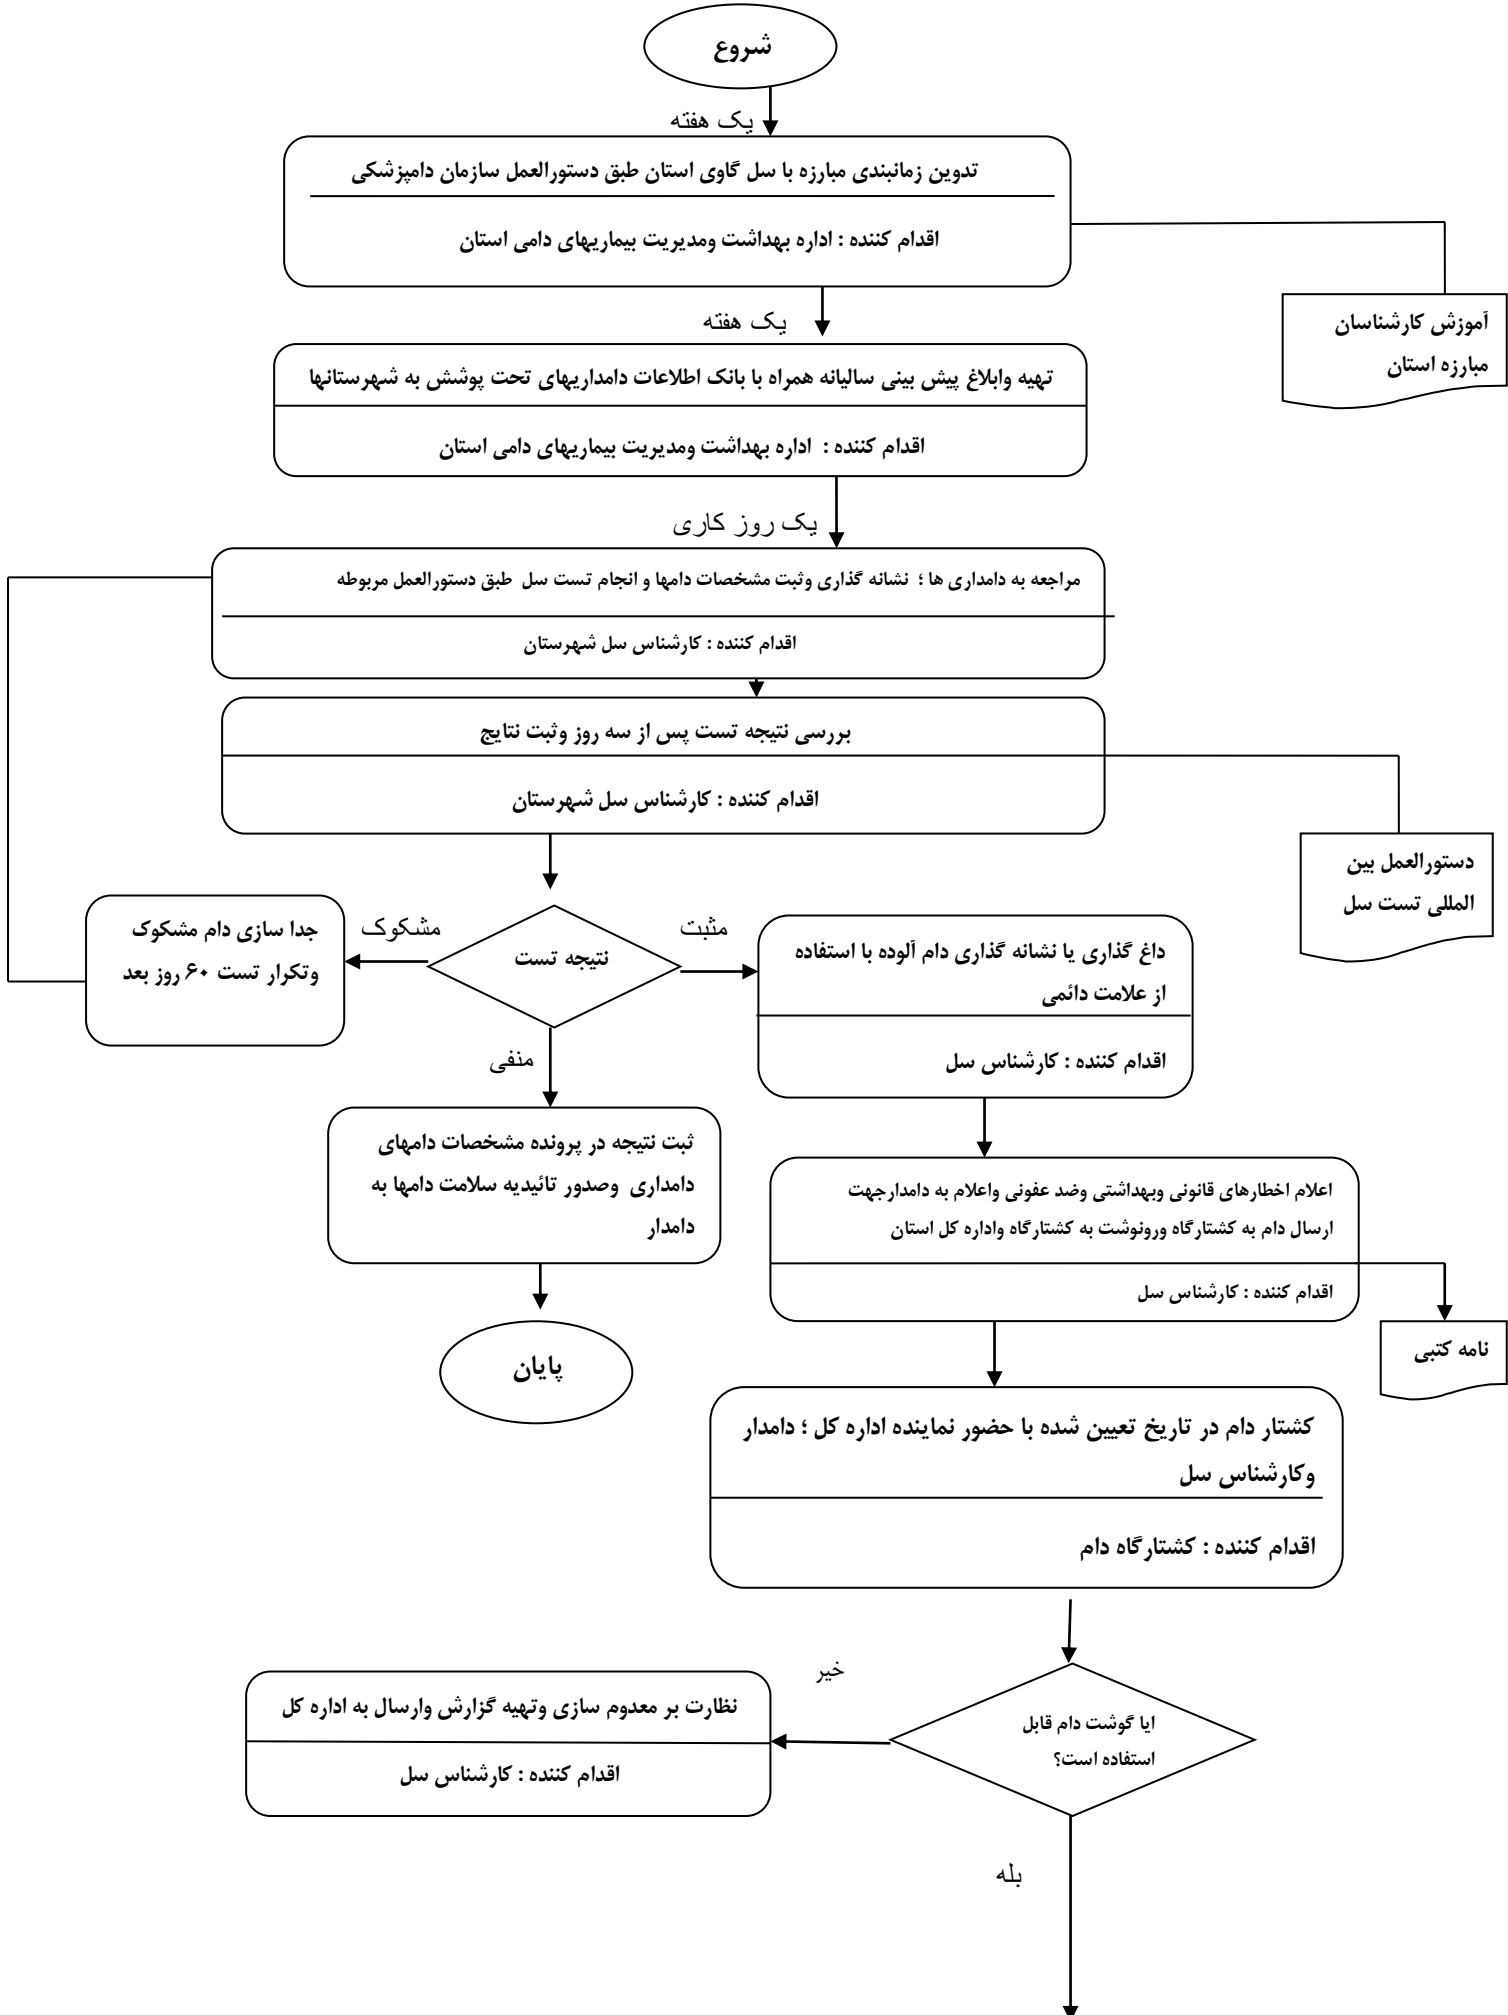 شروع
یک هفته
تدوین زمانبندی مبارزه با سل گاوی استان طبق دستورالعمل سازمان دامپزشکی
اقدام کننده : اداره بهداشت ومدیریت بیماریهای دامی استان
آموزش کارشناسان
مبارزه استان
یک هفته
تهیه وابلاغ پیش بینی سالیانه همراه با بانک اطلاعات دامداریهای تحت پوشش به شهرستانها
اقدام کننده : اداره بهداشت ومدیریت بیماریهای دامی استان
یک روز کاری
مراجعه به دامداری ها ؛ نشانه گذاری وثبت مشخصات دامها و انجام تست سل طبق دستورالعمل مربوطه
اقدام کننده : کارشناس سل شهرستان
بررسی نتیجه تست پس از سه روز وثبت نتایج
اقدام کننده : کارشناس سل شهرستان
دستورالعمل بین
المللی تست سل
نتیجه تست
مثبت
مشکوک
منفی
جدا سازی دام مشکوک
وتکرار تست ۶۰ روز بعد
داغ گذاری یا نشانه گذاری دام آلوده با استفاده
از علامت دائمی
اقدام کننده : کارشناس سل
ثبت نتیجه در پرونده مشخصات دامهای
دامداری وصدور تائیدیه سلامت دامها به
دامدار
پایان
اعلام اخطارهای قانونی وبهداشتی وضد عفونی واعلام به دامدارجهت
ارسال دام به کشتارگاه ورونوشت به کشتارگاه واداره کل استان
اقدام کننده : کارشناس سل
نامه کتبی
کشتار دام در تاریخ تعیین شده با حضور نماینده اداره کل ؛ دامدار
وکارشناس سل
اقدام کننده : کشتارگاه دام
ایا گوشت دام قابل
استفاده است؟
خیر
نظارت بر معدوم سازی وتهیه گزارش وارسال به اداره کل
اقدام کننده : کارشناس سل
بله